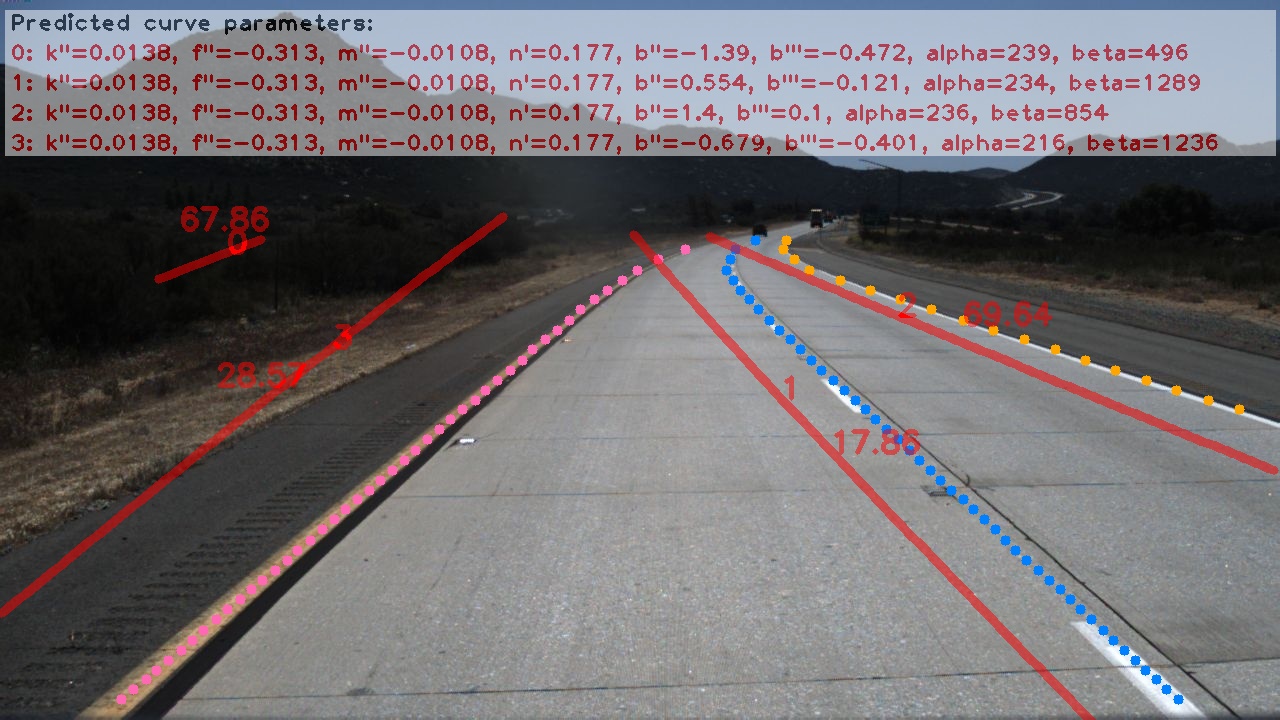 Predicted curve parameters:
0: k''=0.0138, f''=-0.313, m''=-0.0108, n'=0.177, b''=-1.39, b'''=-0.472, alpha=239, beta=496
1: k''=0.0138, f''=-0.313, m''=-0.0108, n'=0.177, b''=0.554, b'''=-0.121, alpha=234, beta=1289
2: k''=0.0138, f''=-0.313, m''=-0.0108, n'=0.177, b''=1.4, b'''=0.1, alpha=236, beta=854
3: k''=0.0138, f''=-0.313, m''=-0.0108, n'=0.177, b''=-0.679, b'''=-0.401, alpha=216, beta=1236
67.86
0
2
69.64
3
28.57
1
17.86